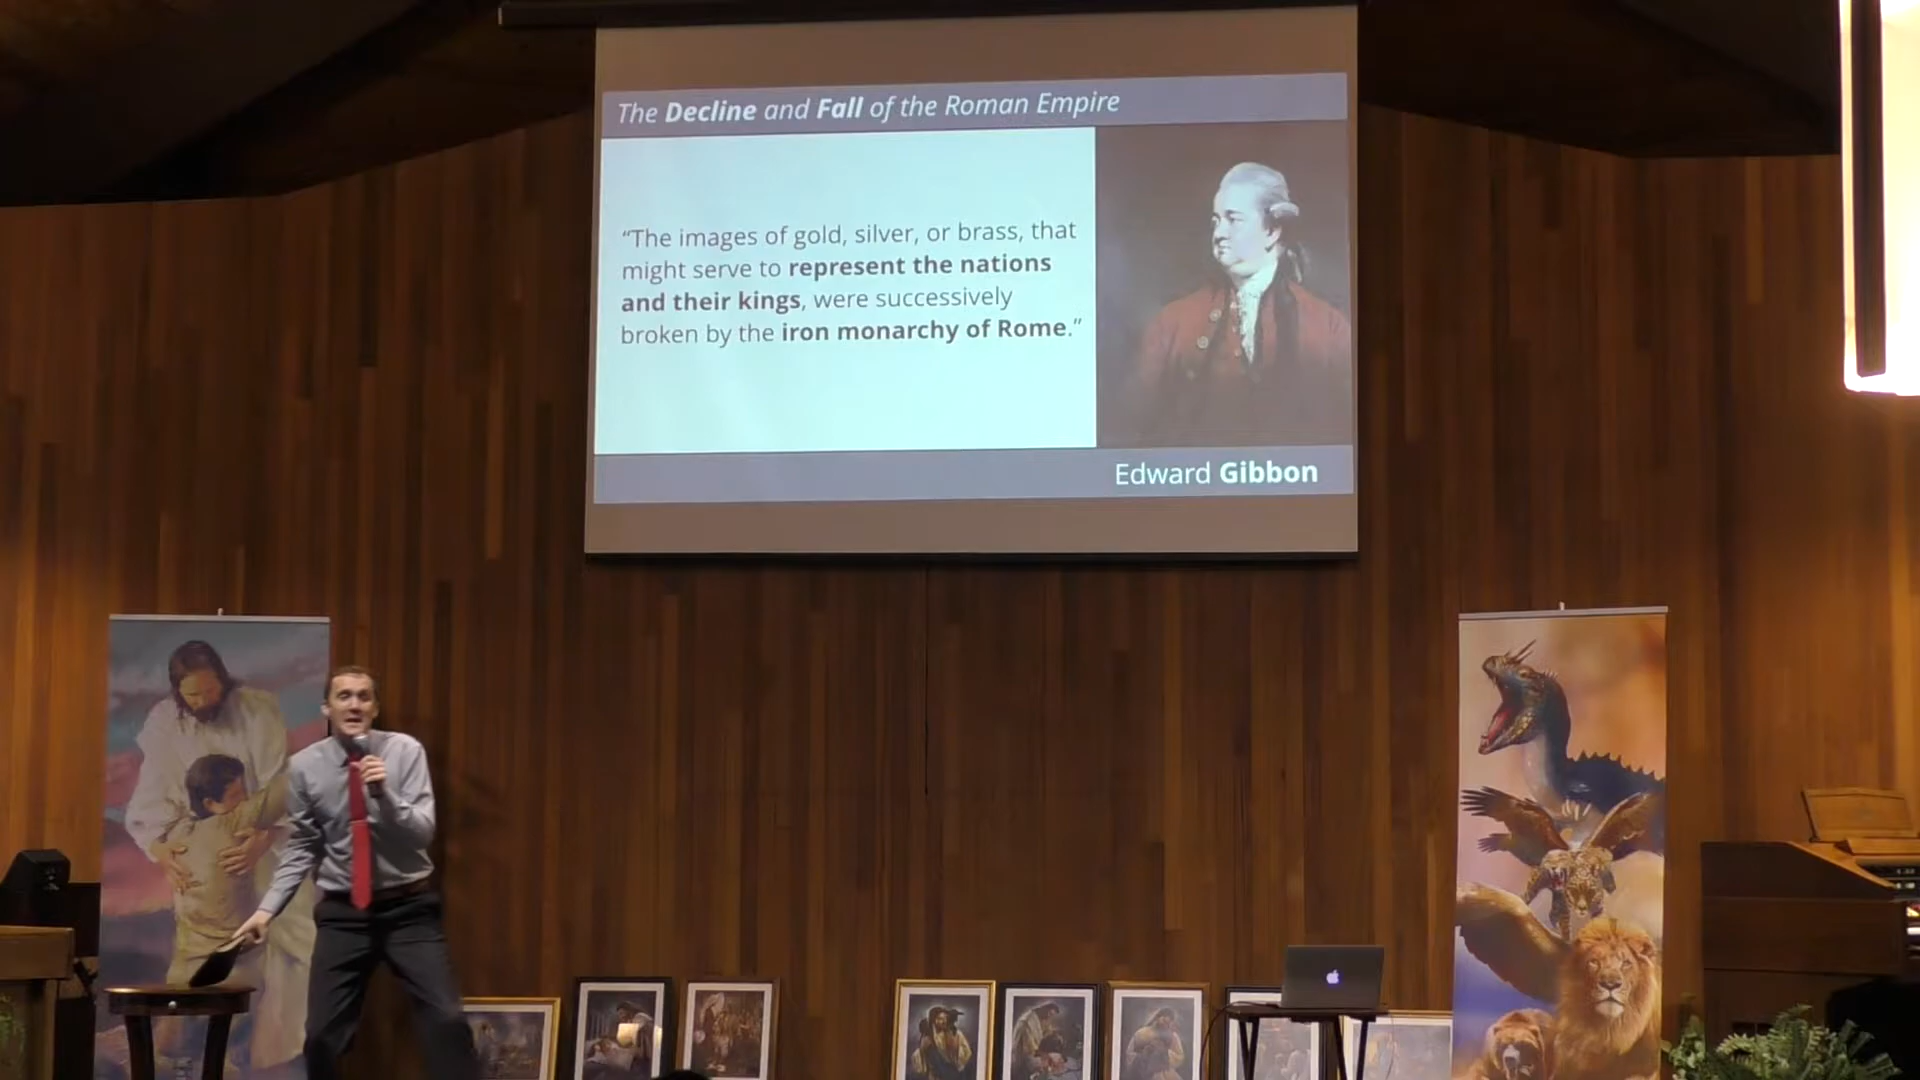 The Decline and Fall of the Roman Empire
“The images of gold, silver, or brass, that
might serve to represent the nations
and their kings, were successively
broken by the iron monarchy of Rome.”
Edward Gibbon